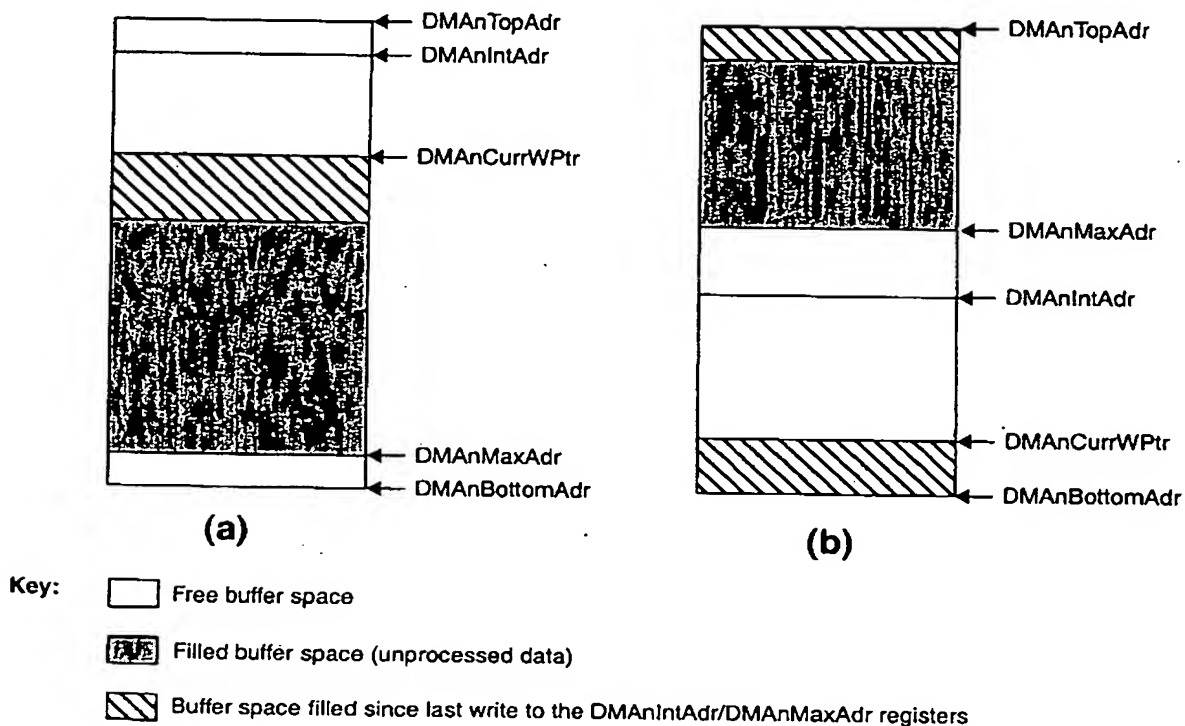 DMAnTopAdr
DMAnIntAdr
DMAnCurrWPtr
DMAnMaxAdr
DMAnBottomAdr
(a)
DMAnTopAdr
DMAnMaxAdr
DMAnIntAdr
DMAnCurrWPtr
DMAnBottomAdr
(b)
Key:
Free buffer space
Filled buffer space (unprocessed data)
Buffer space filled since last write to the DMAnIntAdr/DMAnMaxAdr registers